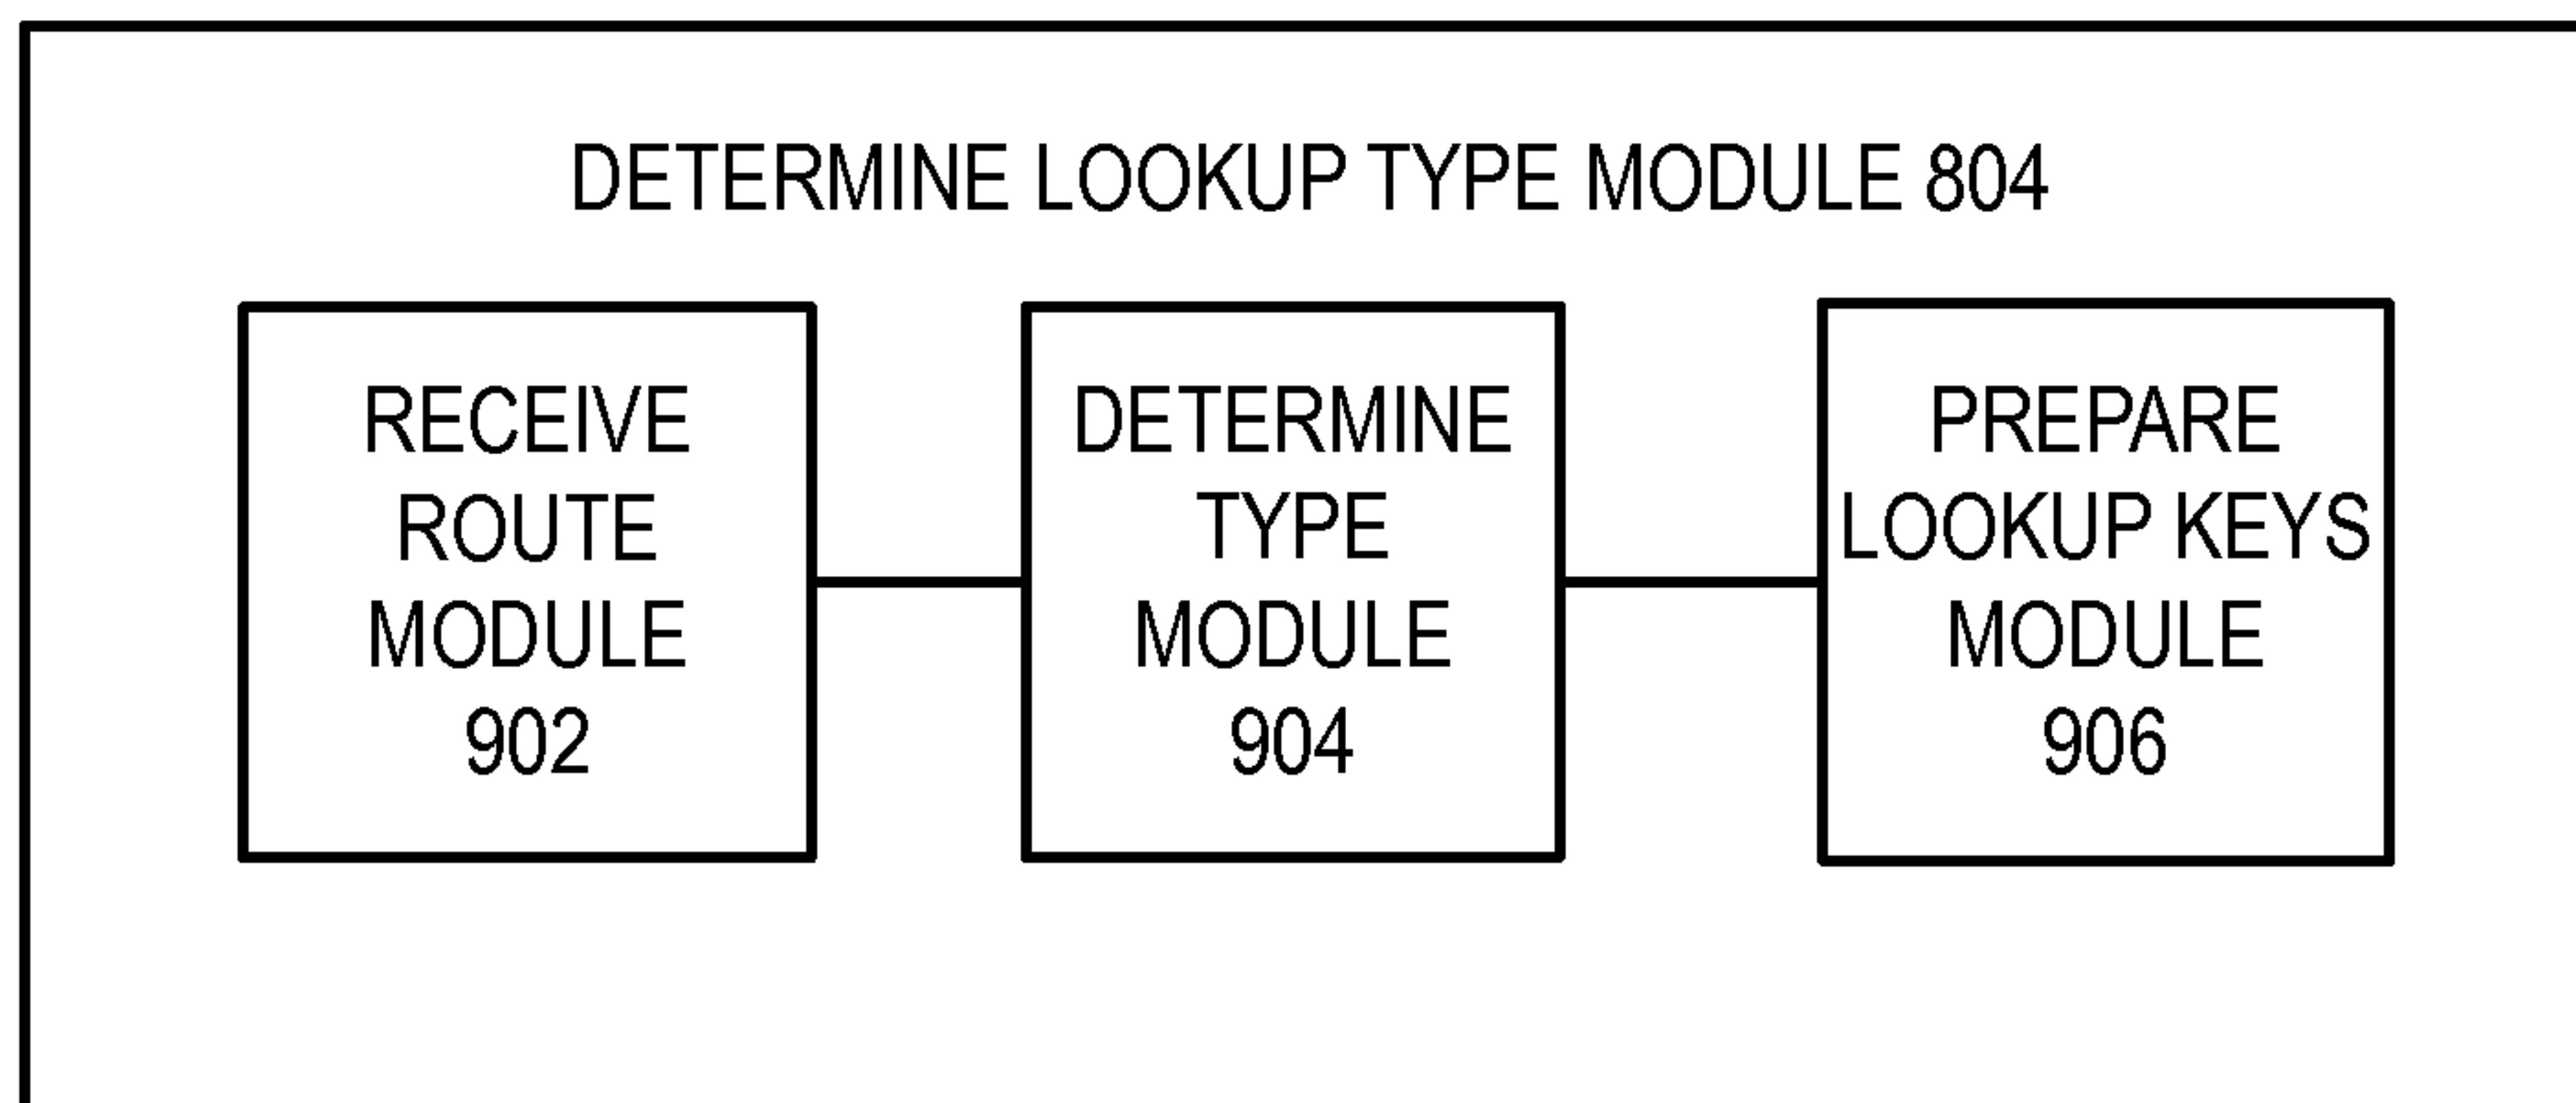 DETERMINE LOOKUP TYPE MODULE 804
RECEIVE
ROUTE
MODULE
902
DETERMINE
TYPE
MODULE
904
PREPARE
LOOKUP KEYS
MODULE
906